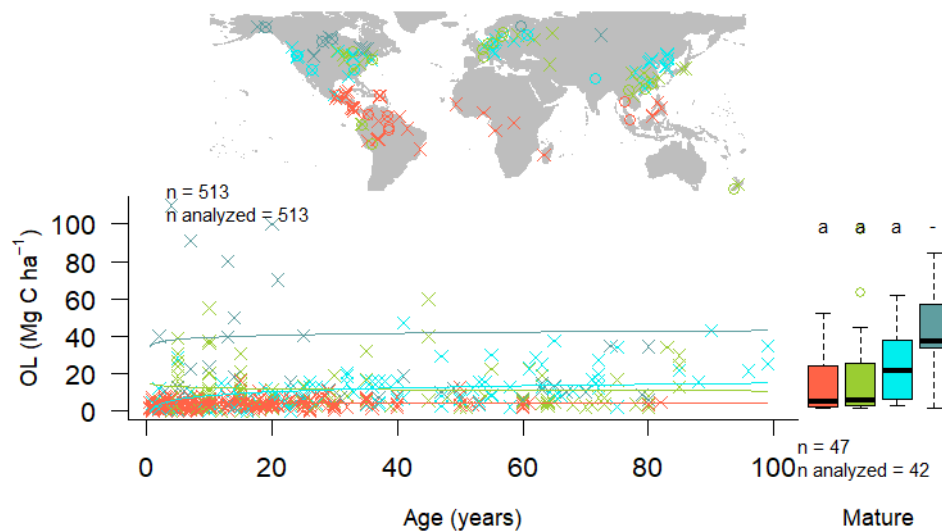 n = 513
n analyzed = 513
OL (Mg C ha⁻¹)
100
80
60
40
20
0
a a a -
0 20 40 60 80 100
n = 47
n analyzed = 42
Age (years)
Mature